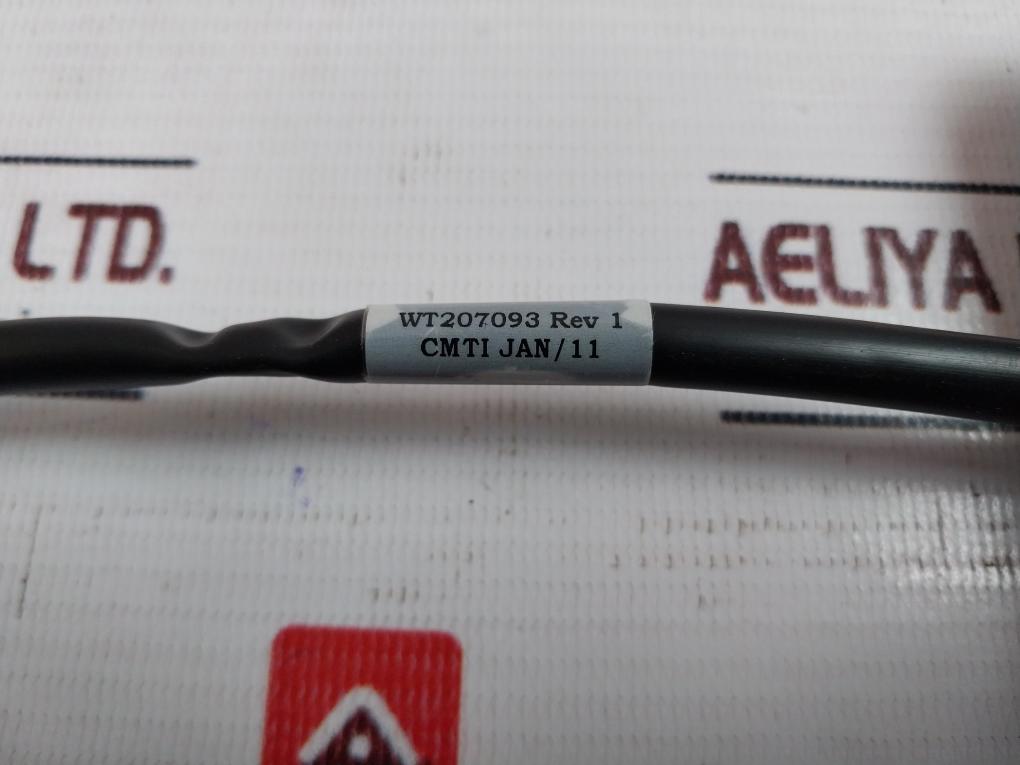 LTD.
AELIYA
WT207093 Rev 1
CMTI JAN/11